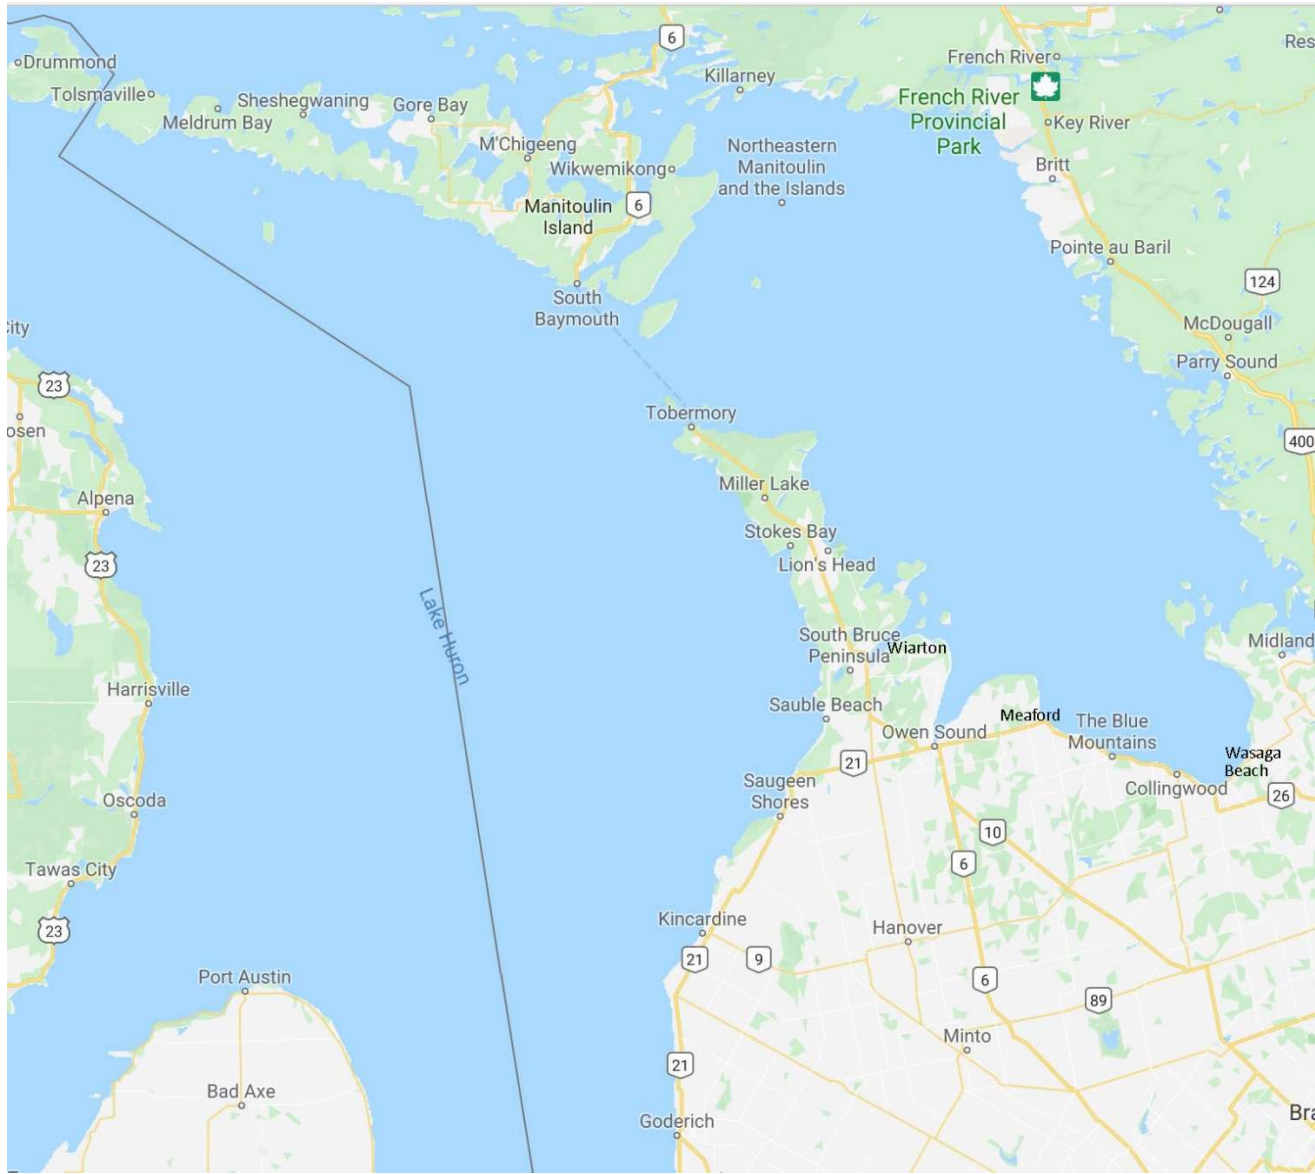 6
French River
Res
Drummond
Killarney
Tolsmaville
Sheshegwaning
Gore Bay
French River
Provincial
Park
Meldrum Bay
Key River
M'Chigeeng
Northeastern
Manitoulin
and the Islands
Wikwemikong
Britt
Manitoulin
Island
6
Pointe au Baril
124
South
Baymouth
ity
McDougall
Parry Sound
23
Tobermory
osen
400
Miller Lake
Alpena
Stokes Bay
Lion's Head
23
Lake Huron
South Bruce
Peninsula
Wiarton
Midland
Harrisville
Sauble Beach
Meaford
The Blue
Mountains
Owen Sound
Wasaga
Beach
21
Saugeen
Shores
Collingwood
26
Oscoda
10
6
Tawas City
Kincardine
Hanover
23
21
9
Port Austin
6
89
Minto
21
Bad Axe
Bra
Goderich